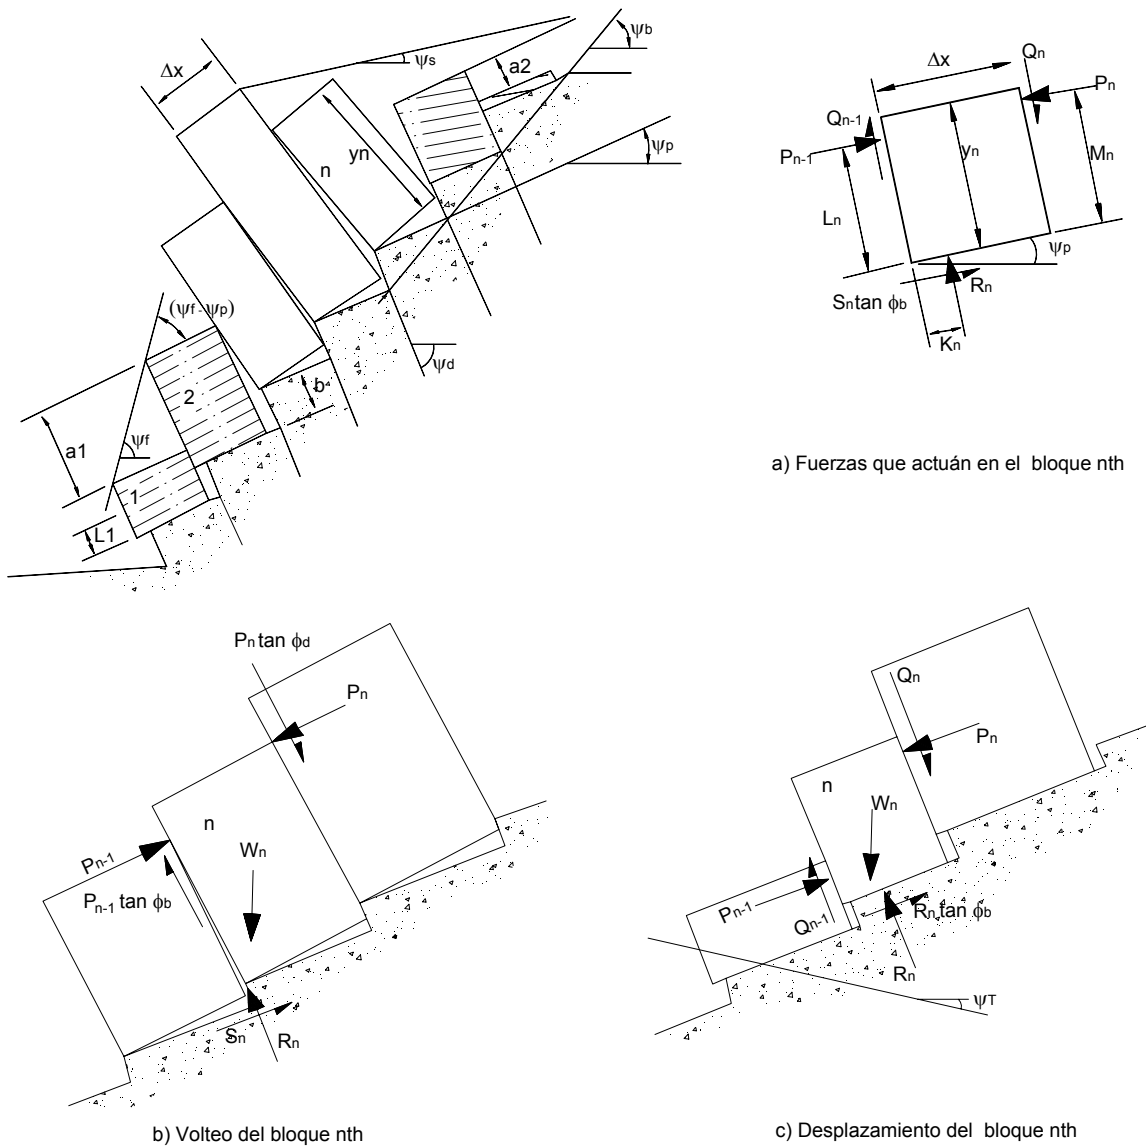 Δx
ψs
ψb
a2
yn
n
ψp
(ψf-ψp)
ψd
2
b
a1
ψf
1
L1
Δx
Qn
Pn
Qn-1
Pn-1
yn
Mn
Ln
ψp
Rn
Sn tan ϕb
Kn
a) Fuerzas que actuán en el bloque nth
Pn tan ϕd
Pn
n
Pn-1
Wn
Pn-1 tan ϕb
Sn
Rn
b) Volteo del bloque nth
Qn
Pn
n
Wn
Pn-1
Qn-1
Rn tan ϕb
Rn
ψT
c) Desplazamiento del bloque nth